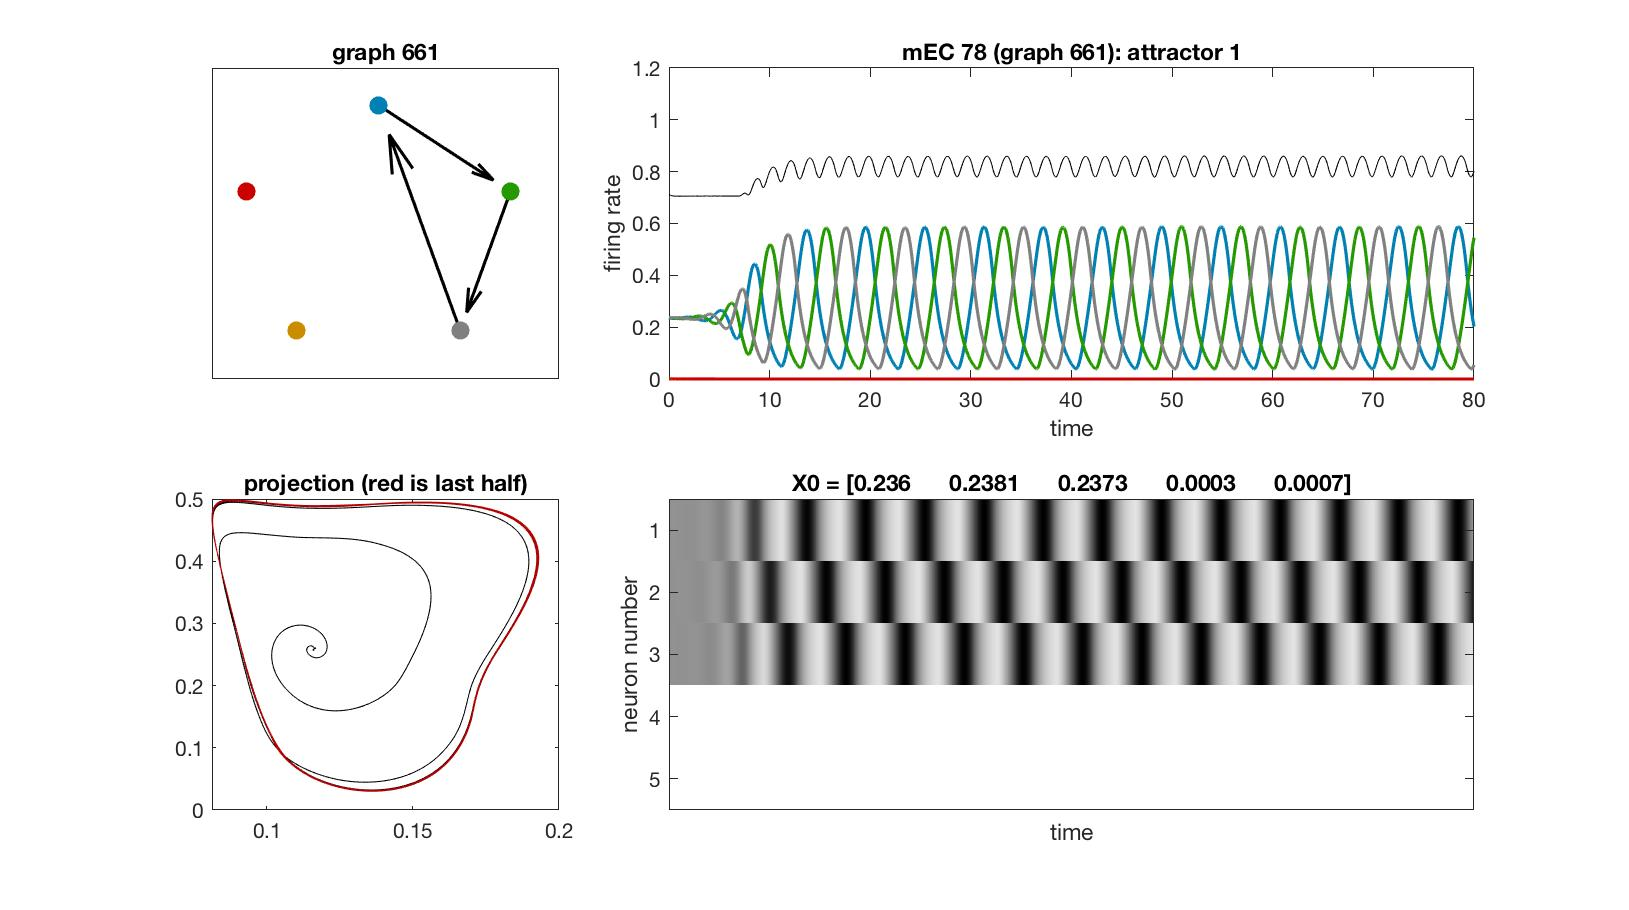 graph 661
mEC 78 (graph 661): attractor 1
1.2
1
0.8
0.6
0.4
0.2
0
firing rate
0 10 20 30 40 50 60 70 80
time
projection (red is last half)
0.5
0.4
0.3
0.2
0.1
0
0.1 0.15 0.2
X0 = [0.236 0.2381 0.2373 0.0003 0.0007]
1
2
3
4
5
neuron number
time